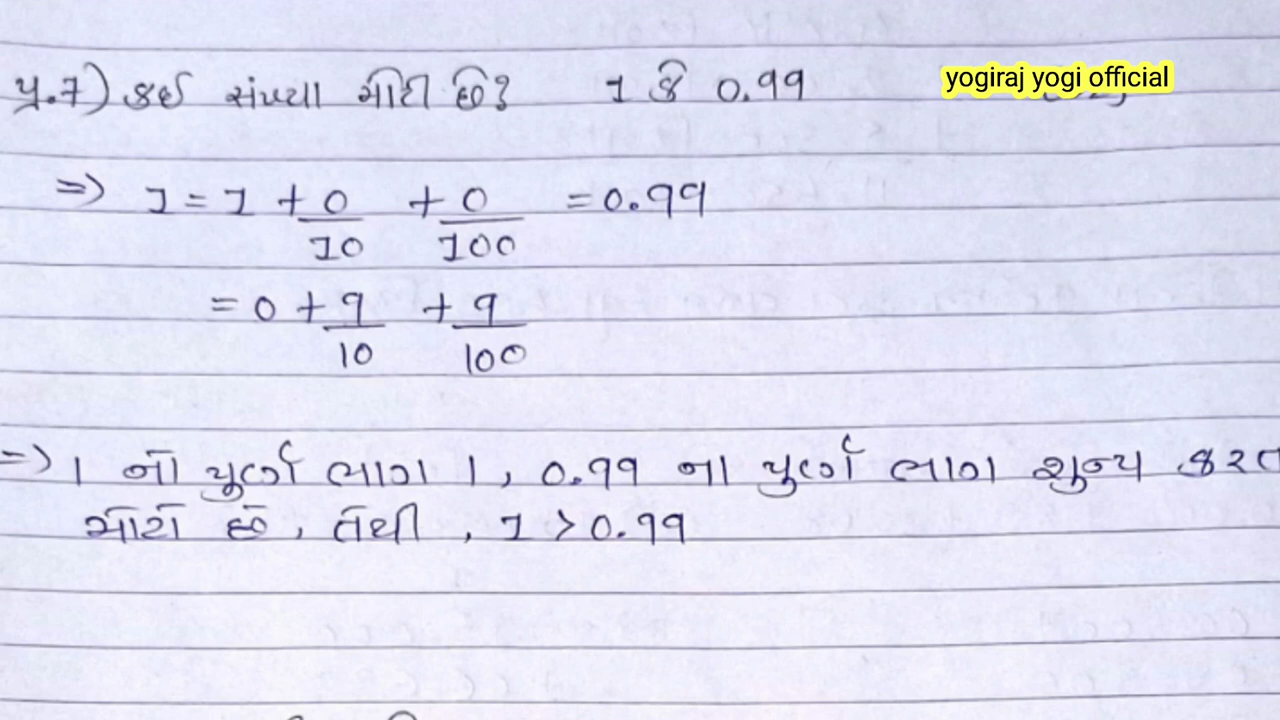 પ્ર.7) કઈ સંખ્યા મોટી છે? 1 કે 0.99
yogiraj yogi official
=> 1 = 1 + 0/10 + 0/100 = 0.99
= 0 + 9/10 + 9/100
=> 1 નો પુર્ણ ભાગ 1, 0.99 ના પુર્ણ ભાગ શુન્ય કરત
મોટો છે, તેથી, 1 > 0.99